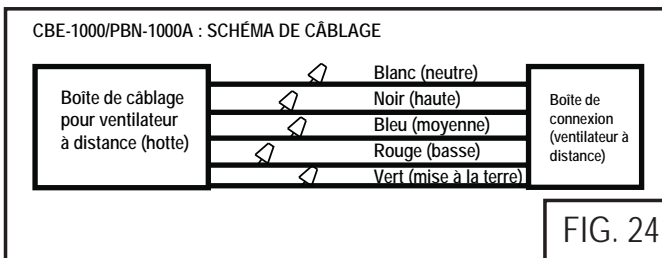 CBE-1000/PBN-1000A : SCHÉMA DE CÂBLAGE
Boîte de câblage
pour ventilateur
à distance (hotte)
Blanc (neutre)
Noir (haute)
Bleu (moyenne)
Rouge (basse)
Vert (mise à la terre)
Boîte de
connexion
(ventilateur à
distance)
FIG. 24